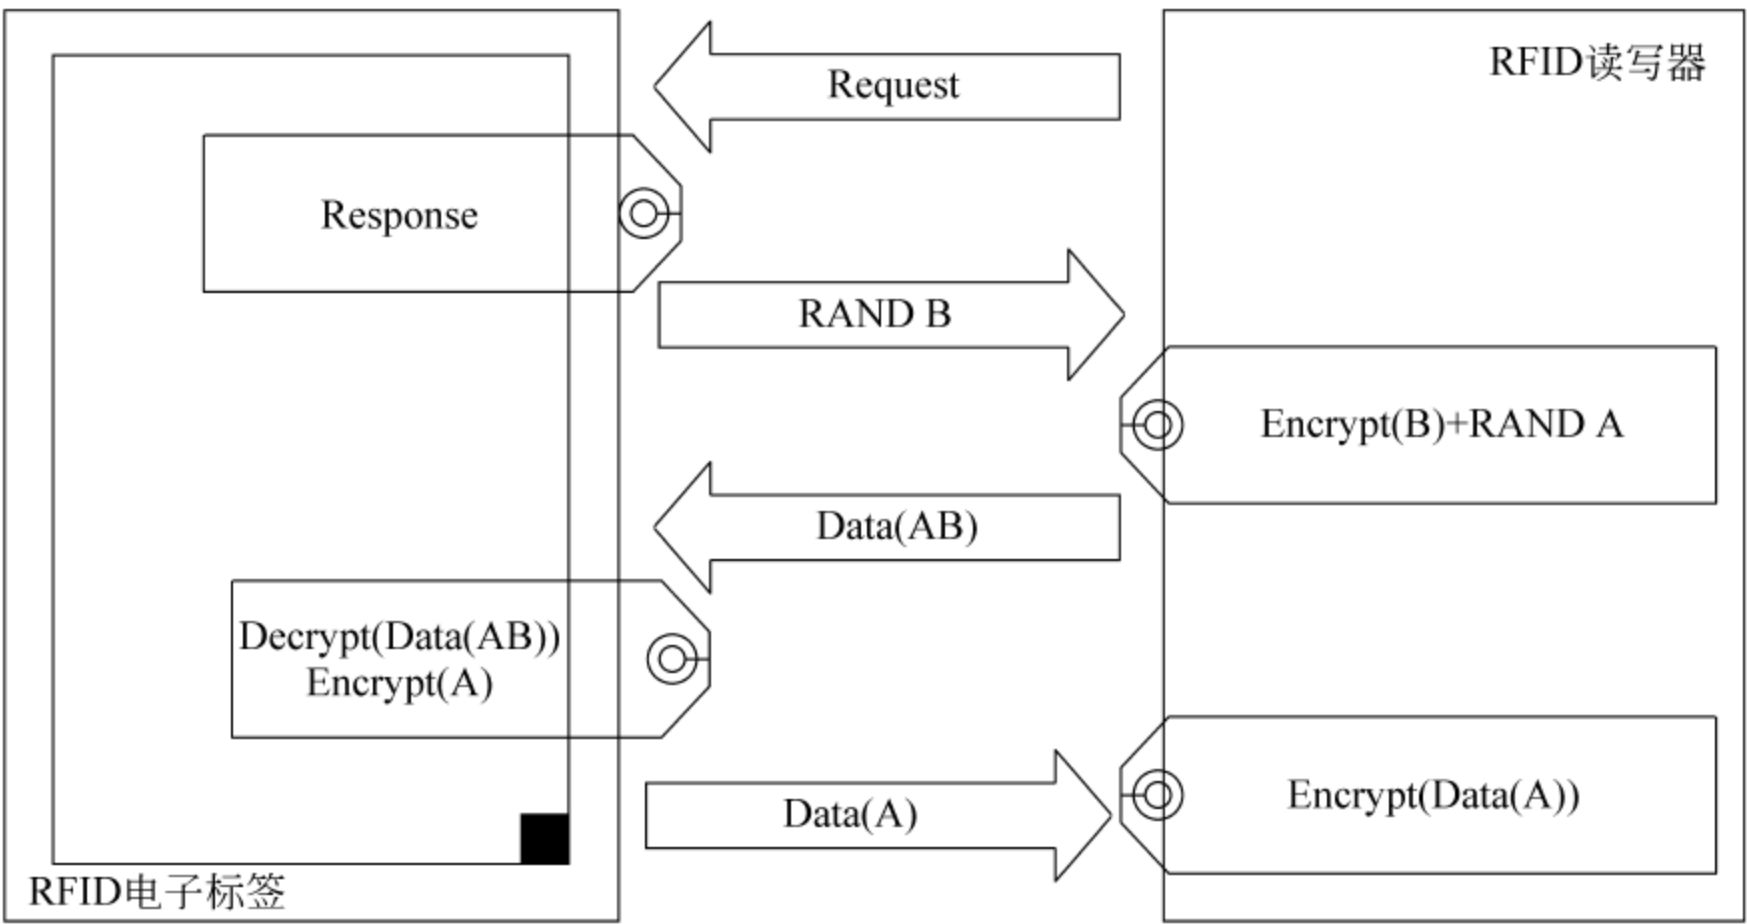 RFID读写器
Request
Response
RAND B
Encrypt(B)+RAND A
Data(AB)
Decrypt(Data(AB))
Encrypt(A)
Encrypt(Data(A))
Data(A)
RFID电子标签